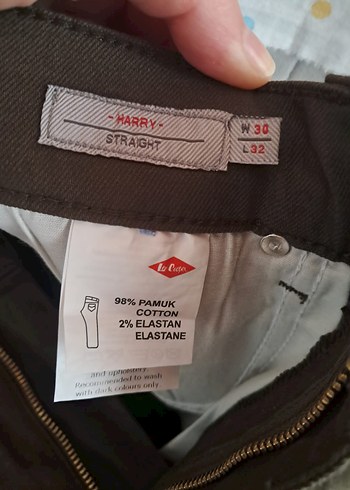 - HARRY -
STRAIGHT
W 30
L 32
Lee Cooper
98% PAMUK
COTTON
2% ELASTAN
ELASTANE
and upholstery
Recommended to wash
with dark colours only